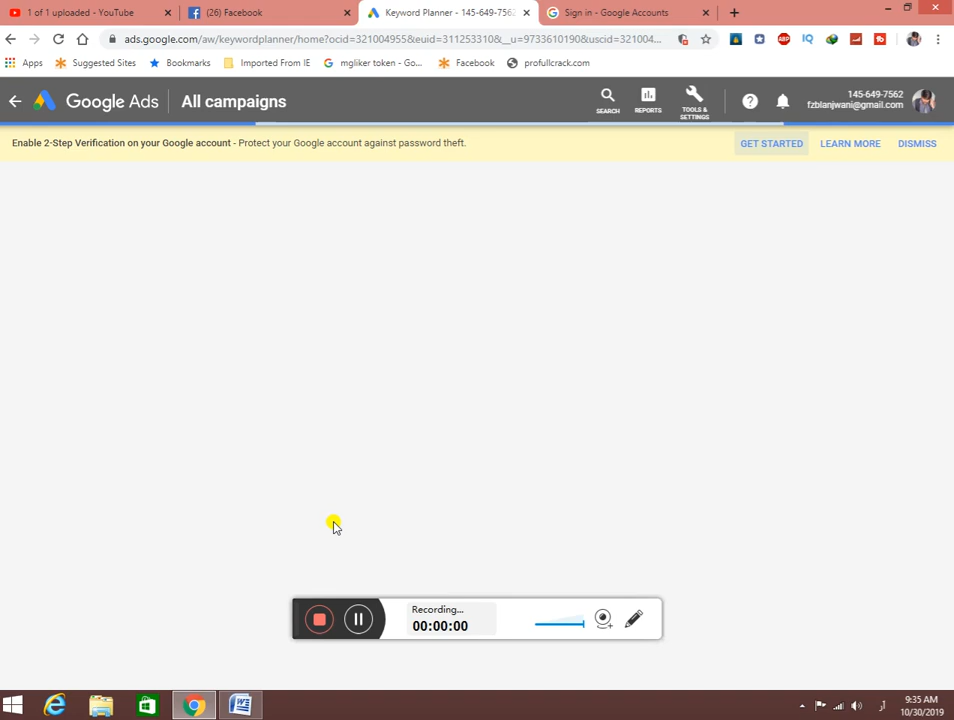 1 of 1 uploaded - YouTube
(26) Facebook
Keyword Planner - 145-649-7562
Sign in - Google Accounts
ads.google.com/aw/keywordplanner/home?ocid=321004955&euid=311253310&__u=9733610190&uscid=321004...
ABP
IQ
Apps
Suggested Sites
Bookmarks
Imported From IE
mgliker token - Go...
Facebook
profullcrack.com
Google Ads
All campaigns
SEARCH
REPORTS
TOOLS &
SETTINGS
145-649-7562
fzblanjwani@gmail.com
Enable 2-Step Verification on your Google account - Protect your Google account against password theft.
GET STARTED
LEARN MORE
DISMISS
Recording...
00:00:00
9:35 AM
10/30/2019